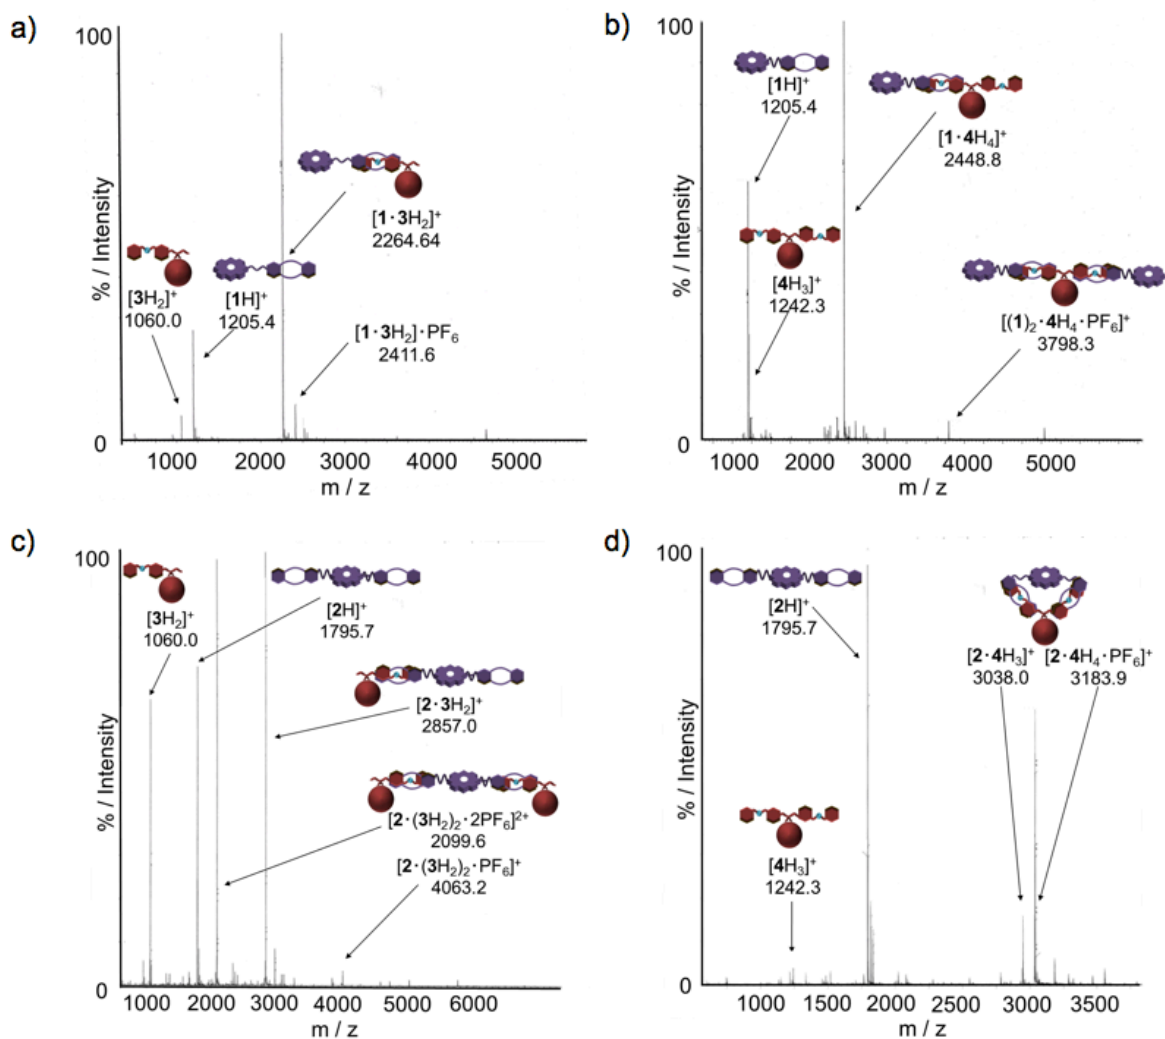 a)
100
% / Intensity
0
[3H₂]⁺
1060.0
[1H]⁺
1205.4
[1·3H₂]⁺
2264.64
[1·3H₂]·PF₆
2411.6
1000 2000 3000 4000 5000
m / z
b)
100
% / Intensity
0
[1H]⁺
1205.4
[1·4H₄]⁺
2448.8
[4H₃]⁺
1242.3
[(1)₂·4H₄·PF₆]⁺
3798.3
1000 2000 3000 4000 5000
m / z
c)
100
% / Intensity
0
[3H₂]⁺
1060.0
[2H]⁺
1795.7
[2·3H₂]⁺
2857.0
[2·(3H₂)₂·2PF₆]²⁺
2099.6
[2·(3H₂)₂·PF₆]⁺
4063.2
1000 2000 3000 4000 5000 6000
m / z
d)
100
% / Intensity
0
[2H]⁺
1795.7
[2·4H₃]⁺ [2·4H₄·PF₆]⁺
3038.0 3183.9
[4H₃]⁺
1242.3
1000 1500 2000 3000 3500
m / z